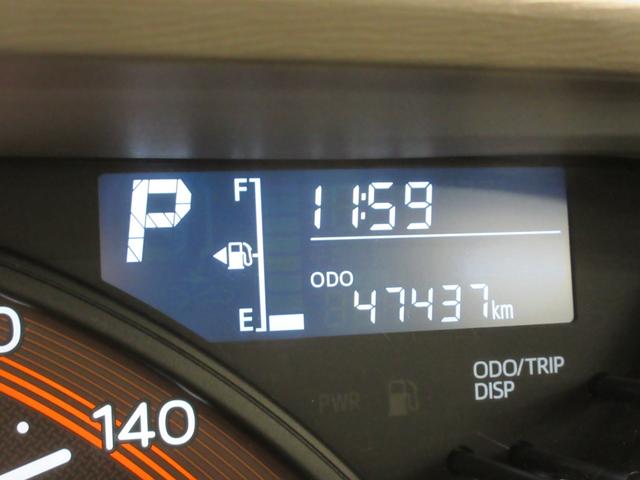 P
F
11:59
ODO
E
47437km
ODO/TRIP
DISP
PWR
0
140